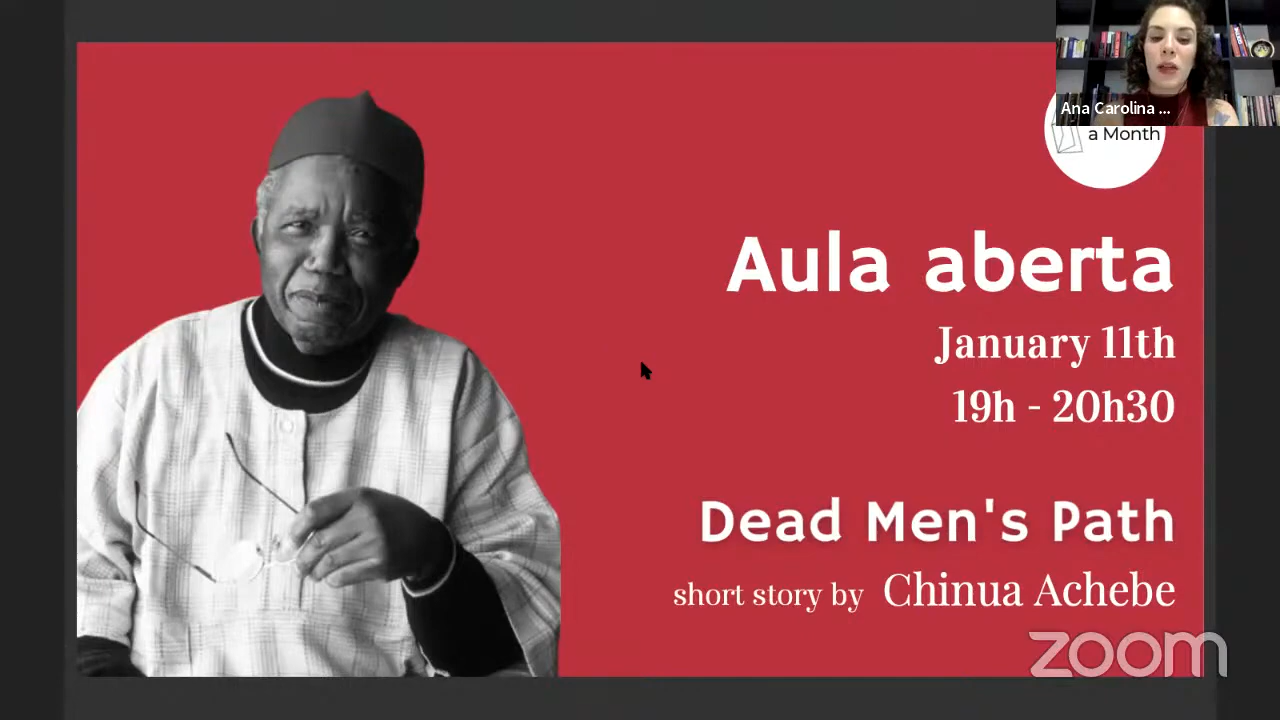 Ana Carolina ...
a Month
Aula aberta
January 11th
19h - 20h30
Dead Men's Path
short story by Chinua Achebe
zoom